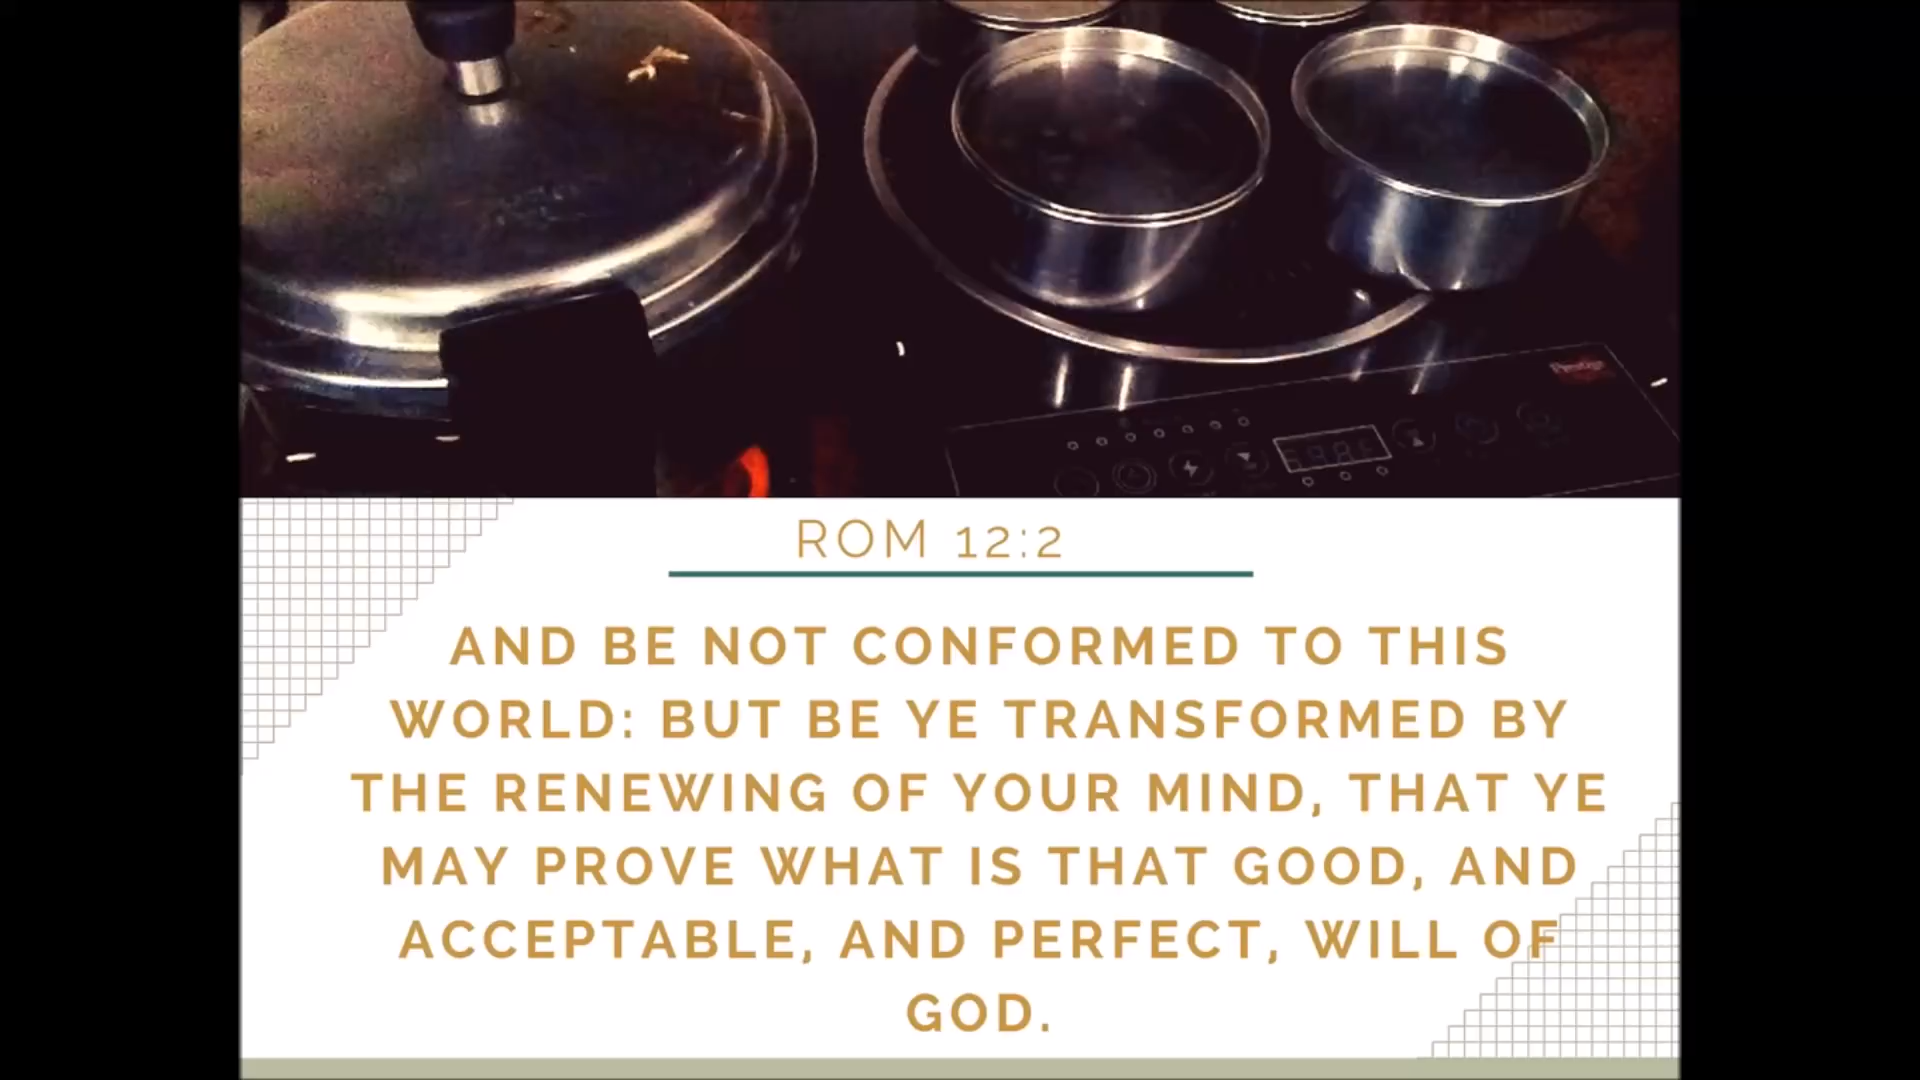 Prestige
ROM 12:2
AND BE NOT CONFORMED TO THIS
WORLD: BUT BE YE TRANSFORMED BY
THE RENEWING OF YOUR MIND, THAT YE
MAY PROVE WHAT IS THAT GOOD, AND
ACCEPTABLE, AND PERFECT, WILL OF
GOD.